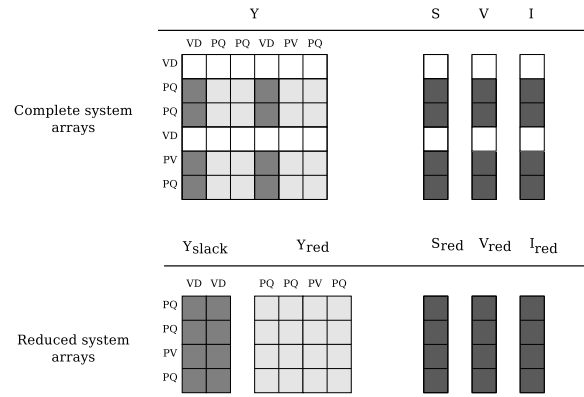 Y S V I
VD PQ PQ VD PV PQ
VD
PQ
Complete system
arrays
PQ
VD
PV
PQ
Yslack Yred Sred Vred Ired
VD VD PQ PQ PV PQ
PQ
PQ
Reduced system
arrays
PV
PQ